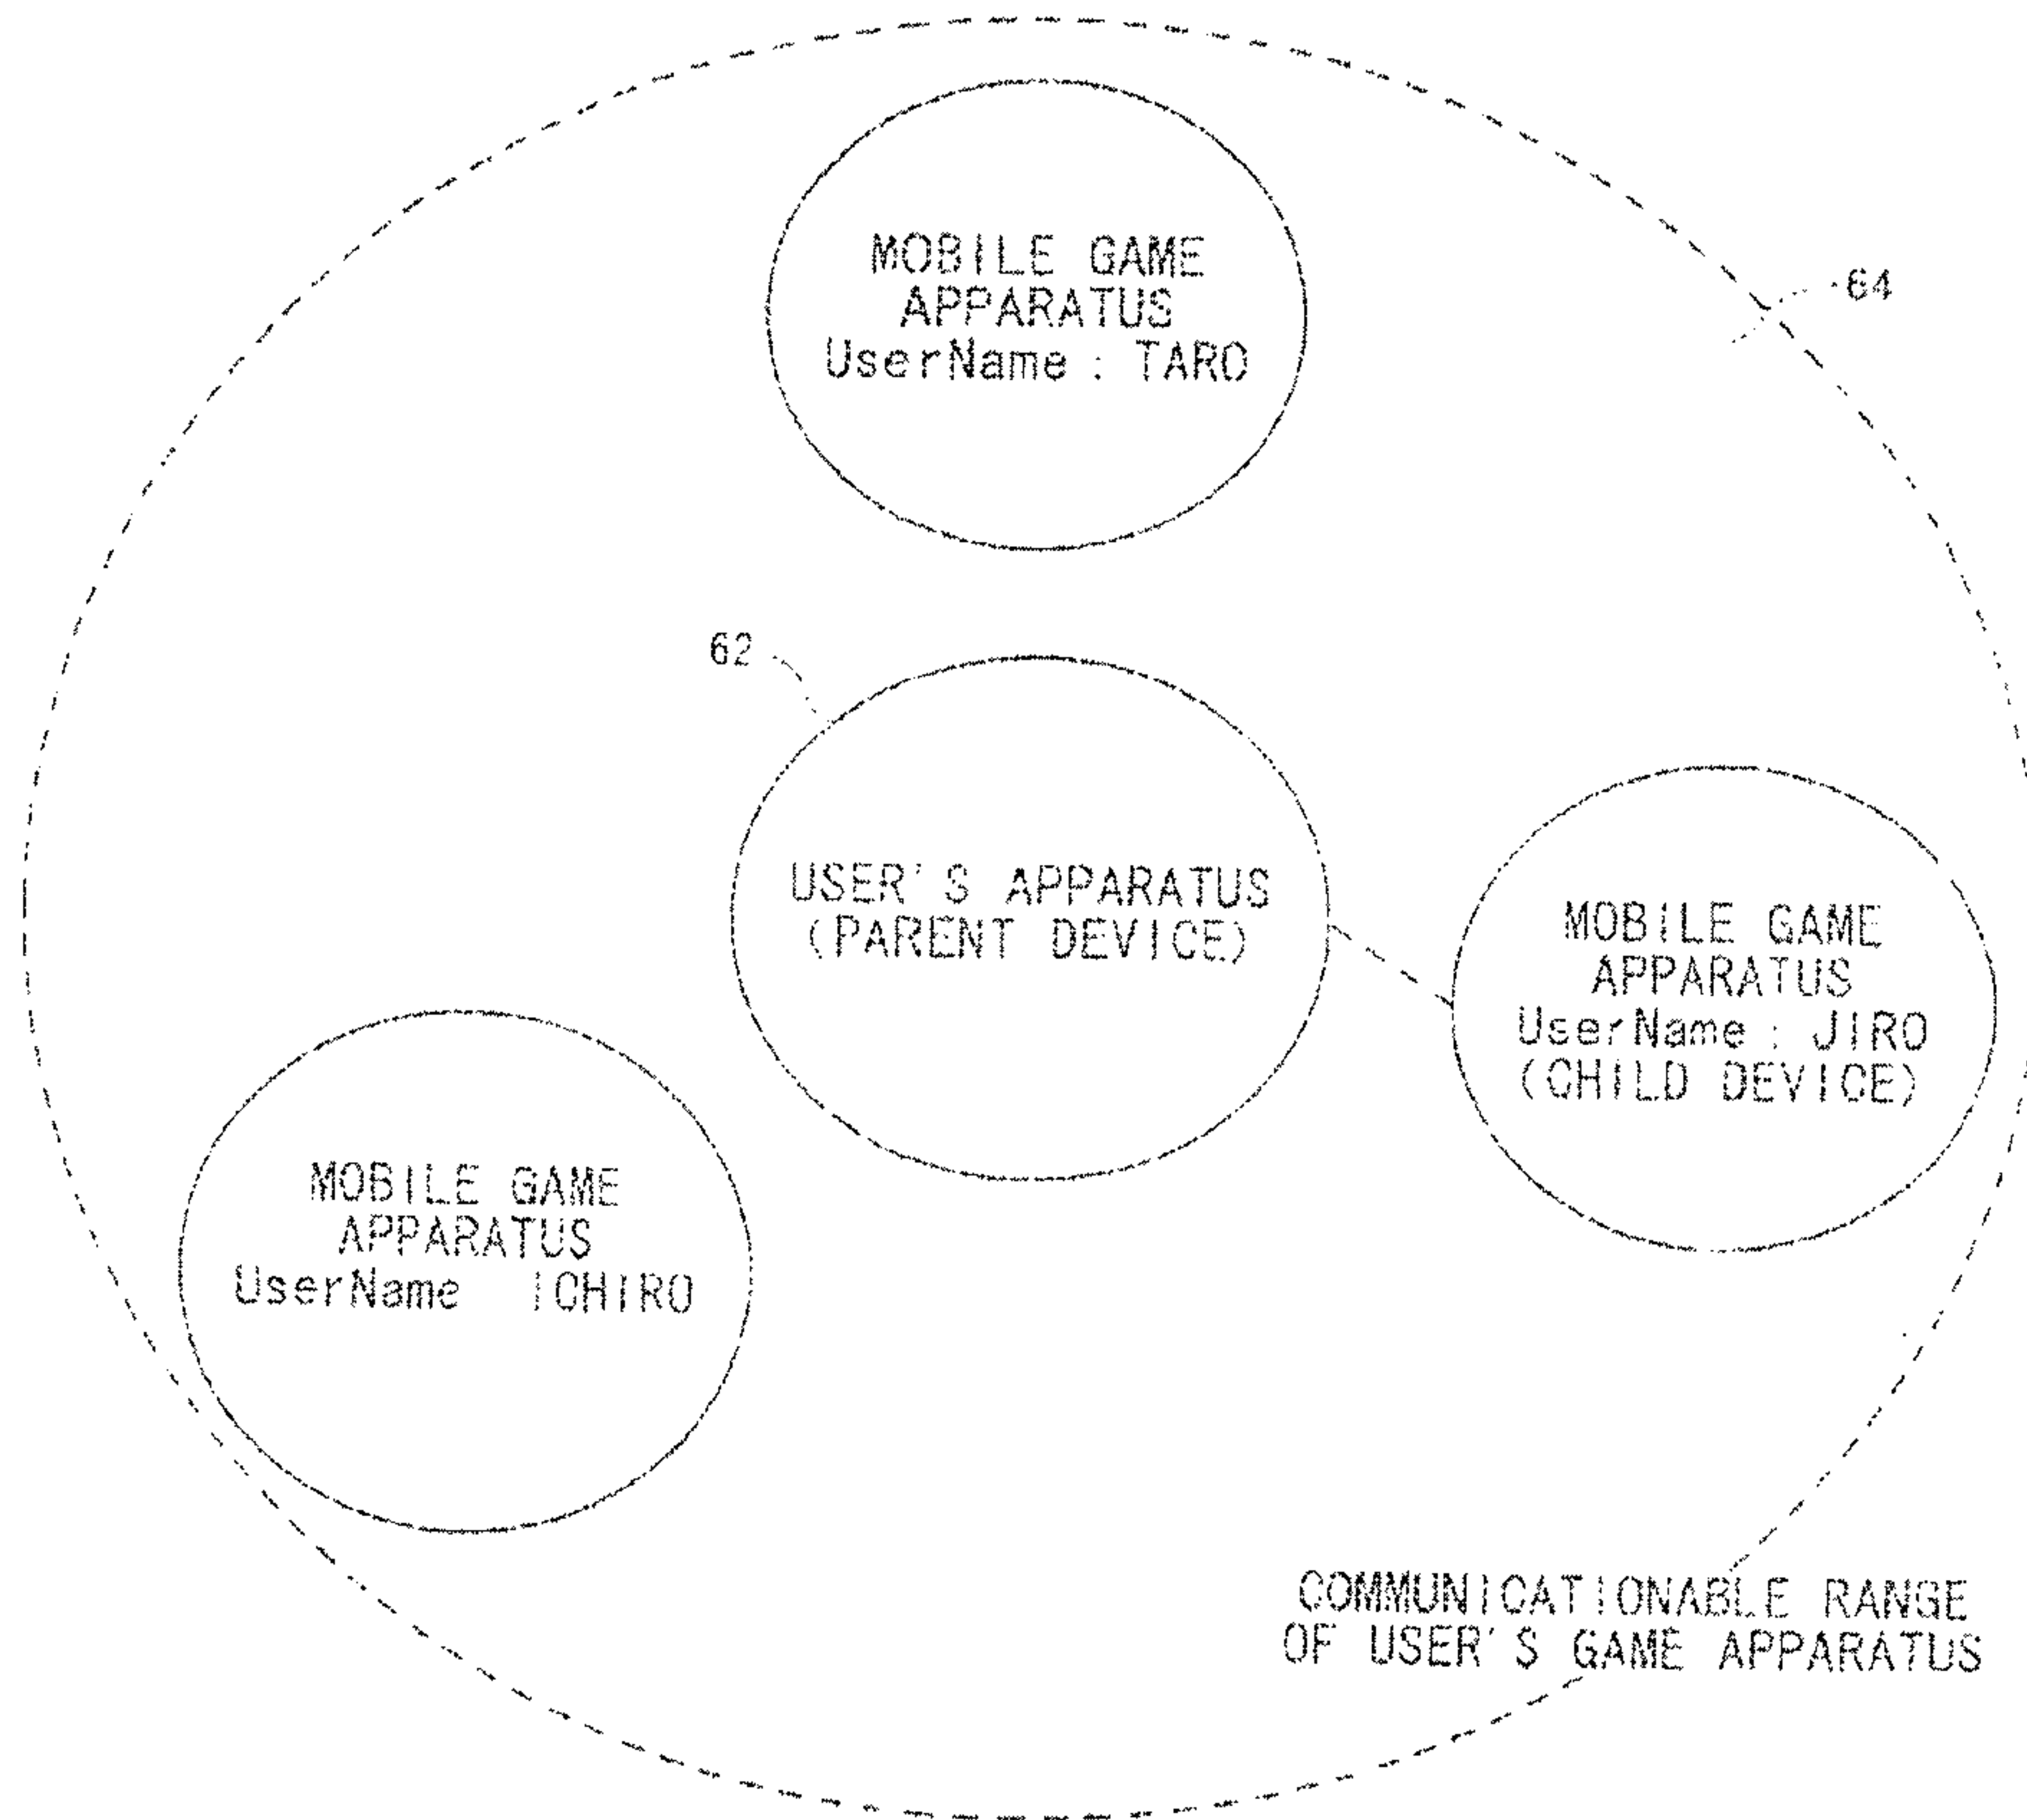 MOBILE GAME
APPARATUS
UserName : TARO
64
62
USER'S APPARATUS
(PARENT DEVICE)
MOBILE GAME
APPARATUS
UserName : JIRO
(CHILD DEVICE)
MOBILE GAME
APPARATUS
UserName ICHIRO
COMMUNICATIONABLE RANGE
OF USER'S GAME APPARATUS